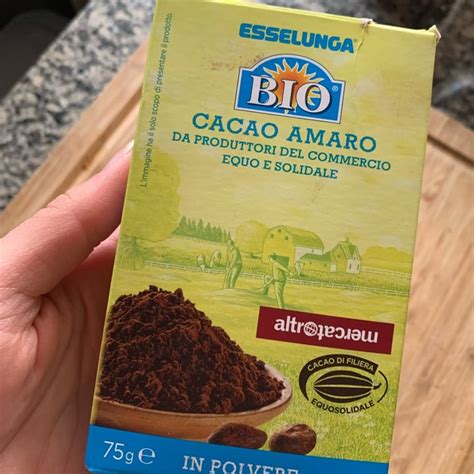 L'immagine ha il solo scopo di presentare il prodotto
ESSELUNGA®
BIO®
CACAO AMARO
DA PRODUTTORI DEL COMMERCIO
EQUO E SOLIDALE
altromercato
CACAO DI FILIERA
EQUOSOLIDALE
75g e
IN POLVERE